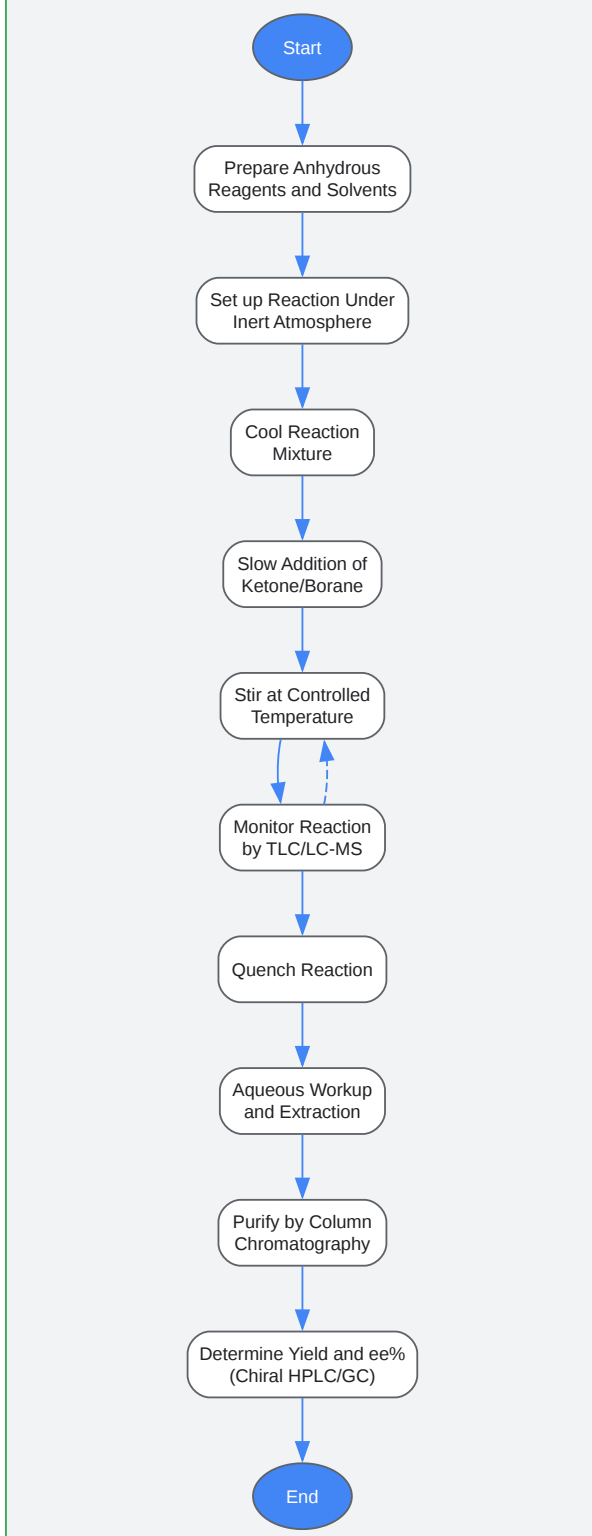 Start
Prepare Anhydrous
Reagents and Solvents
Set up Reaction Under
Inert Atmosphere
Cool Reaction
Mixture
Slow Addition of
Ketone/Borane
Stir at Controlled
Temperature
Monitor Reaction
by TLC/LC-MS
Quench Reaction
Aqueous Workup
and Extraction
Purify by Column
Chromatography
Determine Yield and ee%
(Chiral HPLC/GC)
End